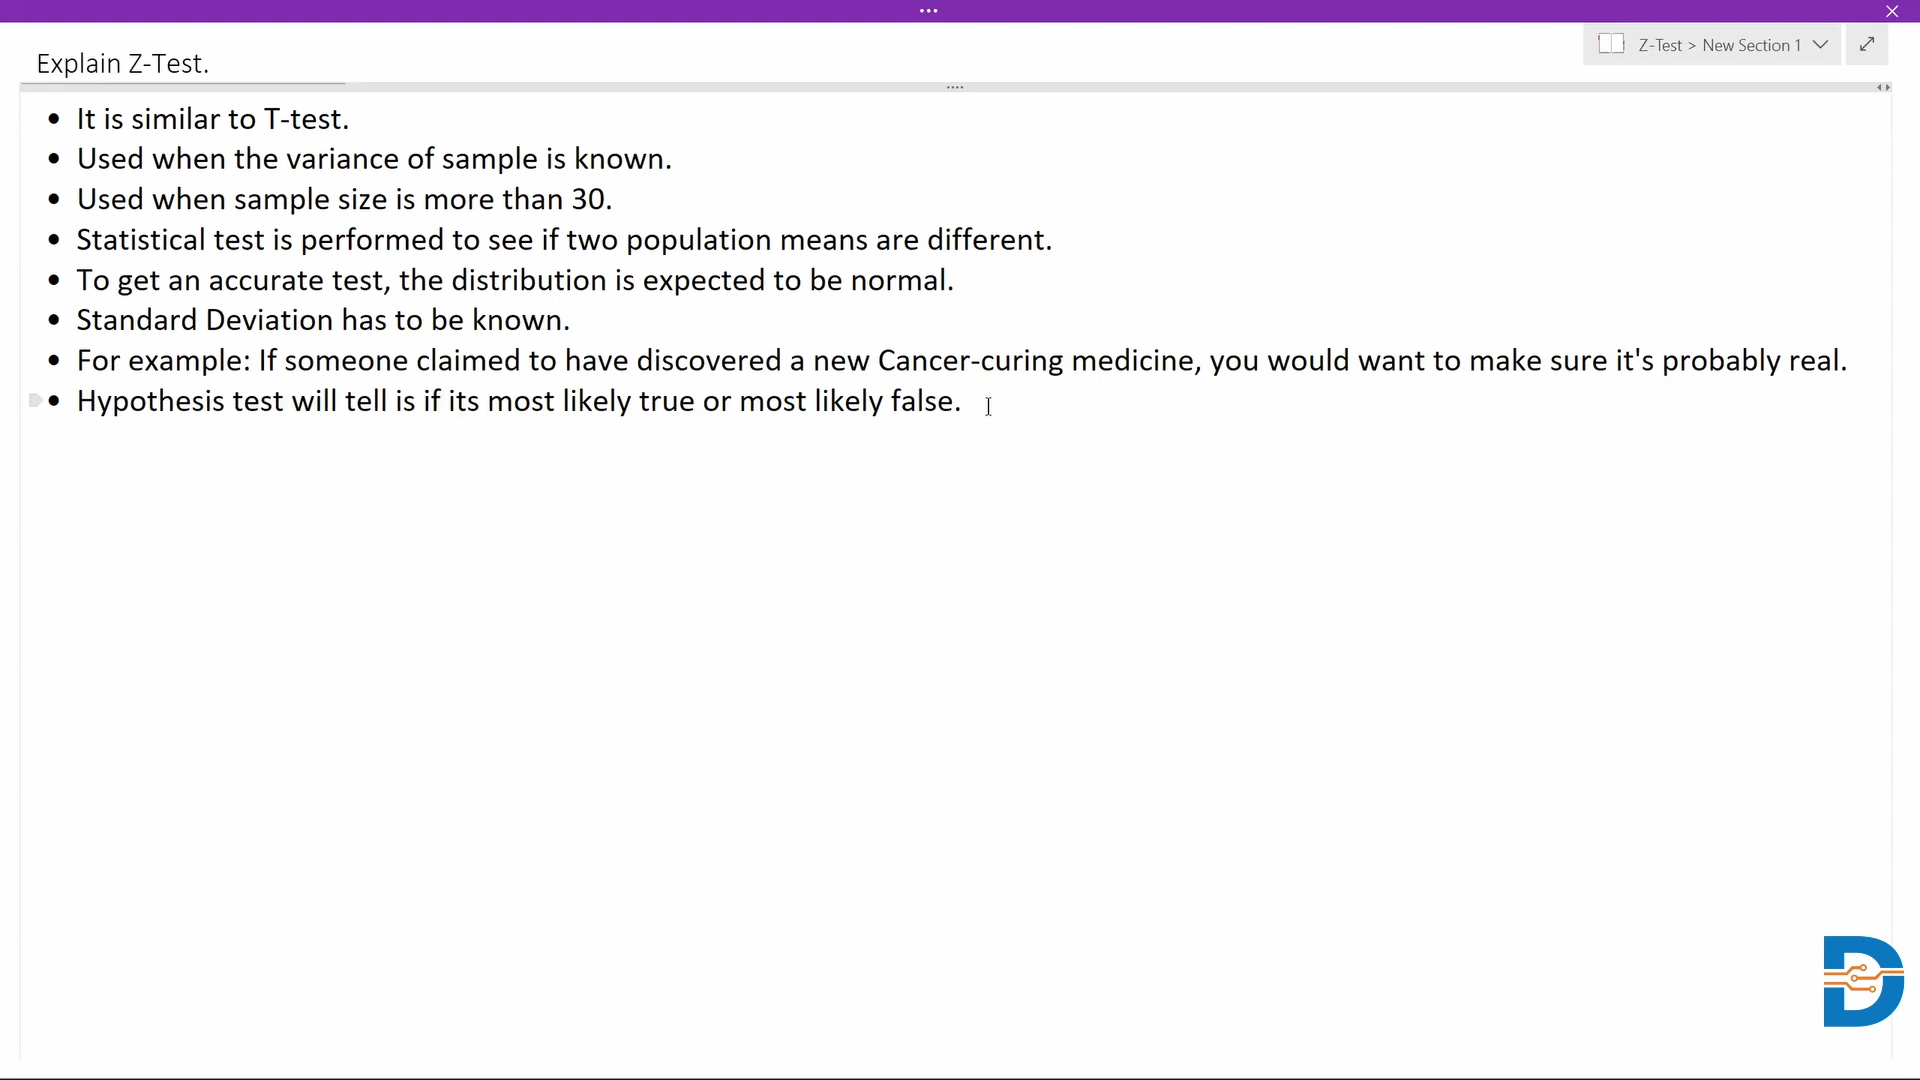 Z-Test > New Section 1
Explain Z-Test.
• It is similar to T-test.
• Used when the variance of sample is known.
• Used when sample size is more than 30.
• Statistical test is performed to see if two population means are different.
• To get an accurate test, the distribution is expected to be normal.
• Standard Deviation has to be known.
• For example: If someone claimed to have discovered a new Cancer-curing medicine, you would want to make sure it's probably real.
• Hypothesis test will tell is if its most likely true or most likely false.